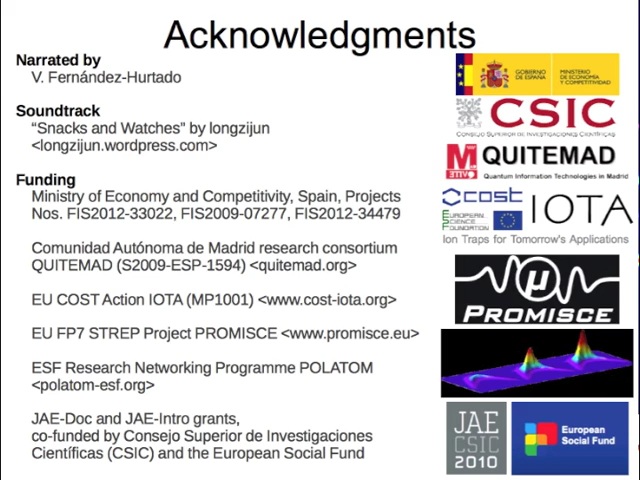 Acknowledgments
Narrated by
V. Fernández-Hurtado
Soundtrack
“Snacks and Watches” by longzijun
<longzijun.wordpress.com>
Funding
Ministry of Economy and Competitivity, Spain, Projects
Nos. FIS2012-33022, FIS2009-07277, FIS2012-34479
Comunidad Autónoma de Madrid research consortium
QUITEMAD (S2009-ESP-1594) <quitemad.org>
EU COST Action IOTA (MP1001) <www.cost-iota.org>
EU FP7 STREP Project PROMISCE <www.promisce.eu>
ESF Research Networking Programme POLATOM
<polatom-esf.org>
JAE-Doc and JAE-Intro grants,
co-funded by Consejo Superior de Investigaciones
Científicas (CSIC) and the European Social Fund
GOBIERNO DE ESPAÑA
MINISTERIO DE ECONOMÍA Y COMPETITIVIDAD
CSIC
CONSEJO SUPERIOR DE INVESTIGACIONES CIENTÍFICAS
QUITEMAD
Quantum Information Technologies in Madrid
cost
EUROPEAN
SCIENCE
FOUNDATION
IOTA
Ion Traps for Tomorrow's Applications
μ
PROMISCE
JAE
CSIC
2010
European
Social Fund